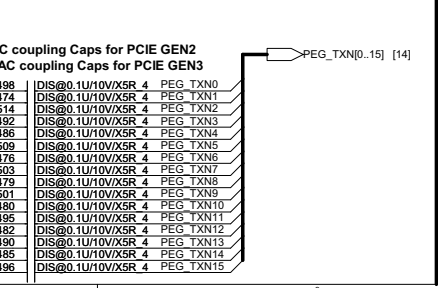 C coupling Caps for PCIE GEN2
AC coupling Caps for PCIE GEN3
PEG_TXN[0..15] [14]
498 DIS@0.1U/10V/X5R_4 PEG_TXN0
474 DIS@0.1U/10V/X5R_4 PEG_TXN1
514 DIS@0.1U/10V/X5R_4 PEG_TXN2
492 DIS@0.1U/10V/X5R_4 PEG_TXN3
486 DIS@0.1U/10V/X5R_4 PEG_TXN4
509 DIS@0.1U/10V/X5R_4 PEG_TXN5
476 DIS@0.1U/10V/X5R_4 PEG_TXN6
503 DIS@0.1U/10V/X5R_4 PEG_TXN7
479 DIS@0.1U/10V/X5R_4 PEG_TXN8
501 DIS@0.1U/10V/X5R_4 PEG_TXN9
480 DIS@0.1U/10V/X5R_4 PEG_TXN10
495 DIS@0.1U/10V/X5R_4 PEG_TXN11
482 DIS@0.1U/10V/X5R_4 PEG_TXN12
490 DIS@0.1U/10V/X5R_4 PEG_TXN13
485 DIS@0.1U/10V/X5R_4 PEG_TXN14
496 DIS@0.1U/10V/X5R_4 PEG_TXN15